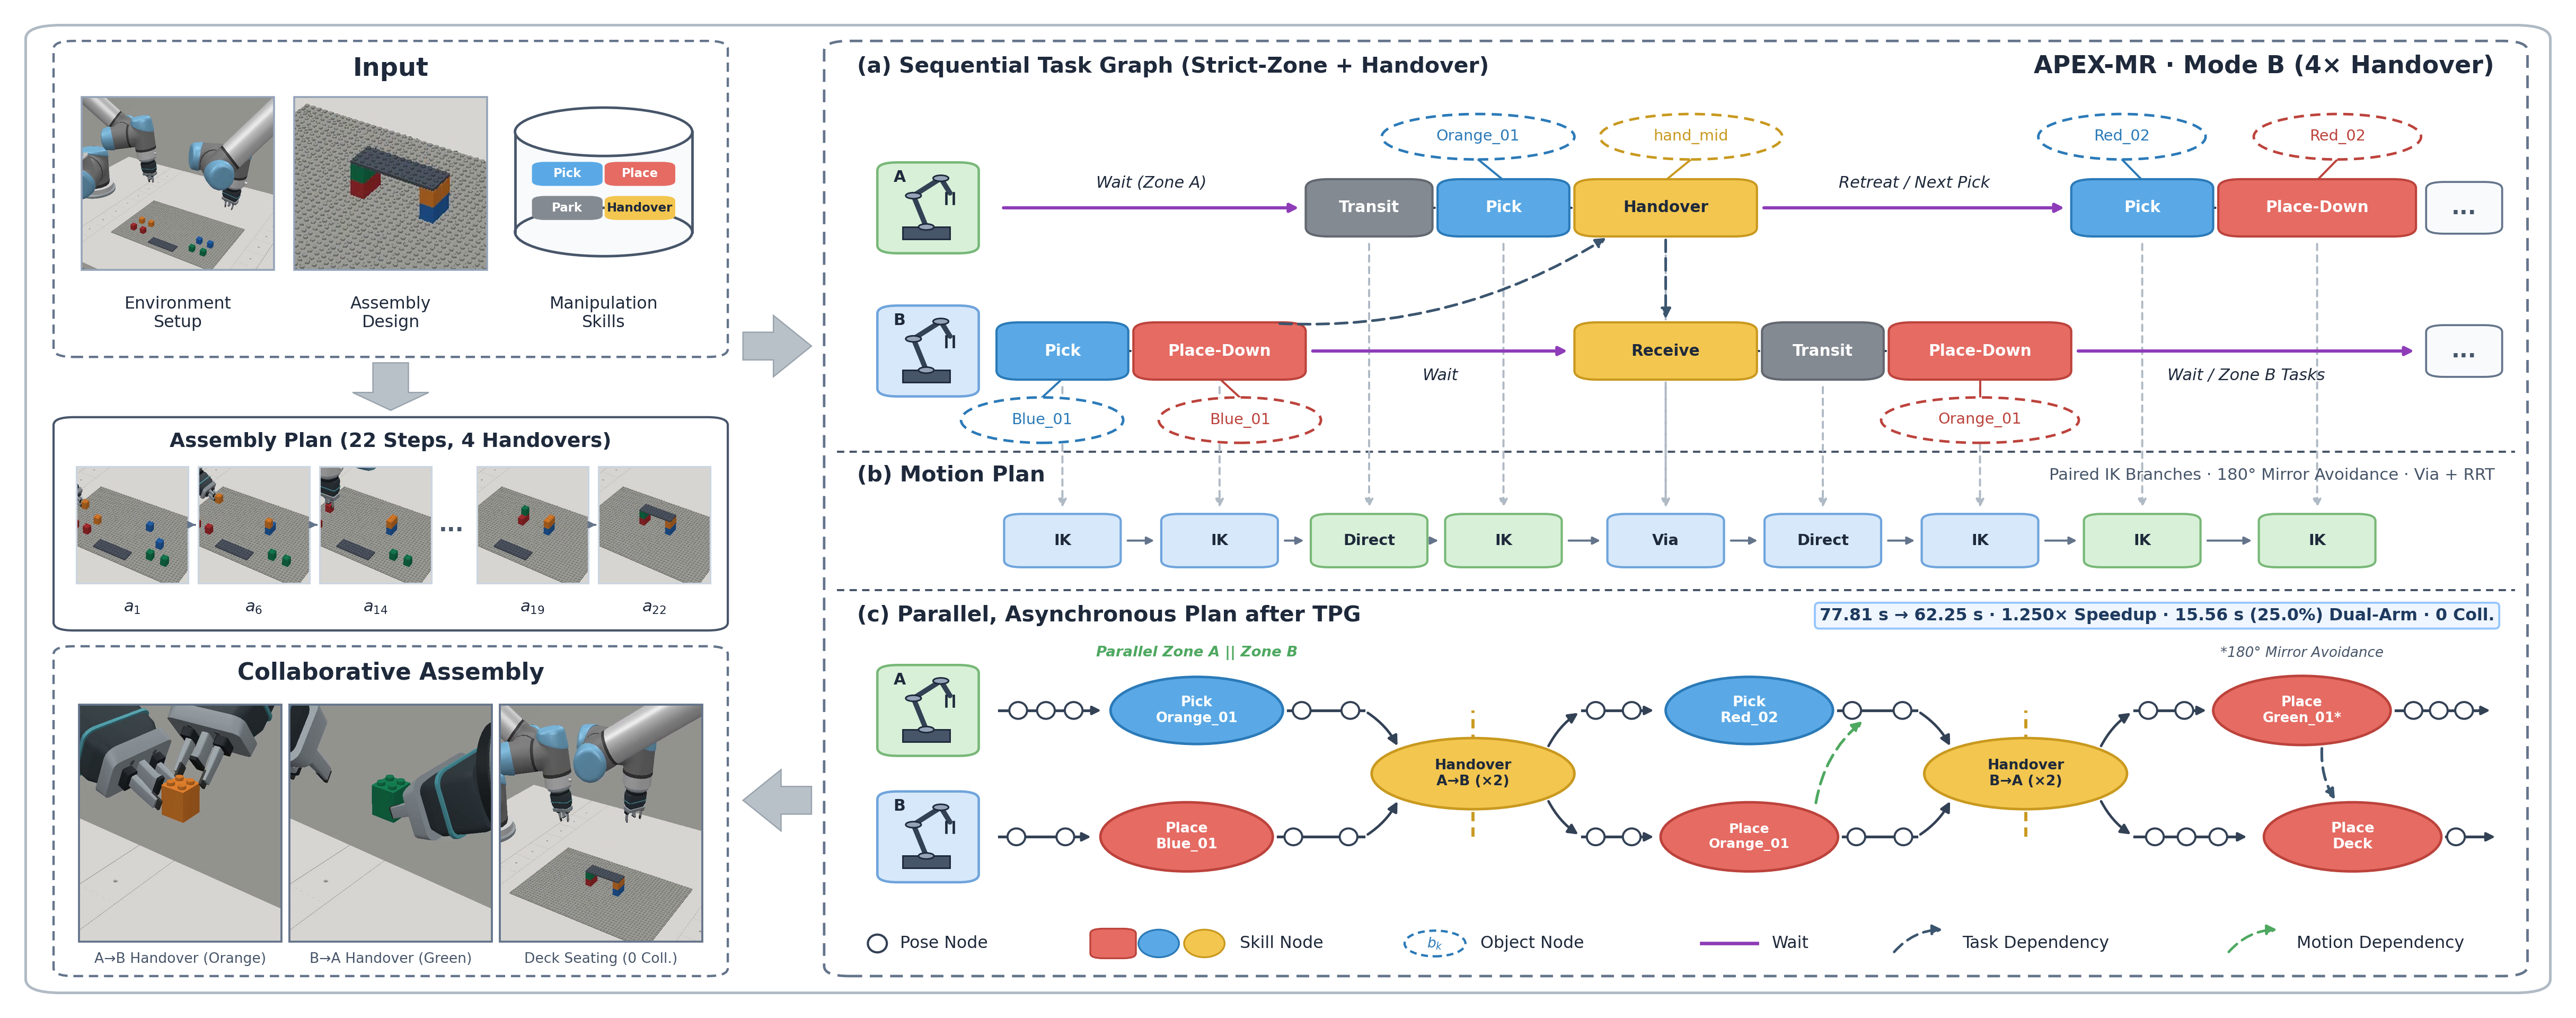 Input
Pick
Place
Park
Handover
Environment
Setup
Assembly
Design
Manipulation
Skills
Assembly Plan (22 Steps, 4 Handovers)
...
a1
a6
a14
a19
a22
Collaborative Assembly
A→B Handover (Orange)
B→A Handover (Green)
Deck Seating (0 Coll.)
(a) Sequential Task Graph (Strict-Zone + Handover)
APEX-MR · Mode B (4× Handover)
Orange_01
hand_mid
Red_02
Red_02
A
Wait (Zone A)
Transit
Pick
Handover
Retreat / Next Pick
Pick
Place-Down
...
B
Pick
Place-Down
Wait
Receive
Transit
Place-Down
Wait / Zone B Tasks
...
Blue_01
Blue_01
Orange_01
(b) Motion Plan
Paired IK Branches · 180° Mirror Avoidance · Via + RRT
IK
IK
Direct
IK
Via
Direct
IK
IK
IK
(c) Parallel, Asynchronous Plan after TPG
77.81 s → 62.25 s · 1.250× Speedup · 15.56 s (25.0%) Dual-Arm · 0 Coll.
Parallel Zone A || Zone B
*180° Mirror Avoidance
A
Pick
Orange_01
Pick
Red_02
Place
Green_01*
Handover
A→B (×2)
Handover
B→A (×2)
B
Place
Blue_01
Place
Orange_01
Place
Deck
Pose Node
Skill Node
bk
Object Node
Wait
Task Dependency
Motion Dependency